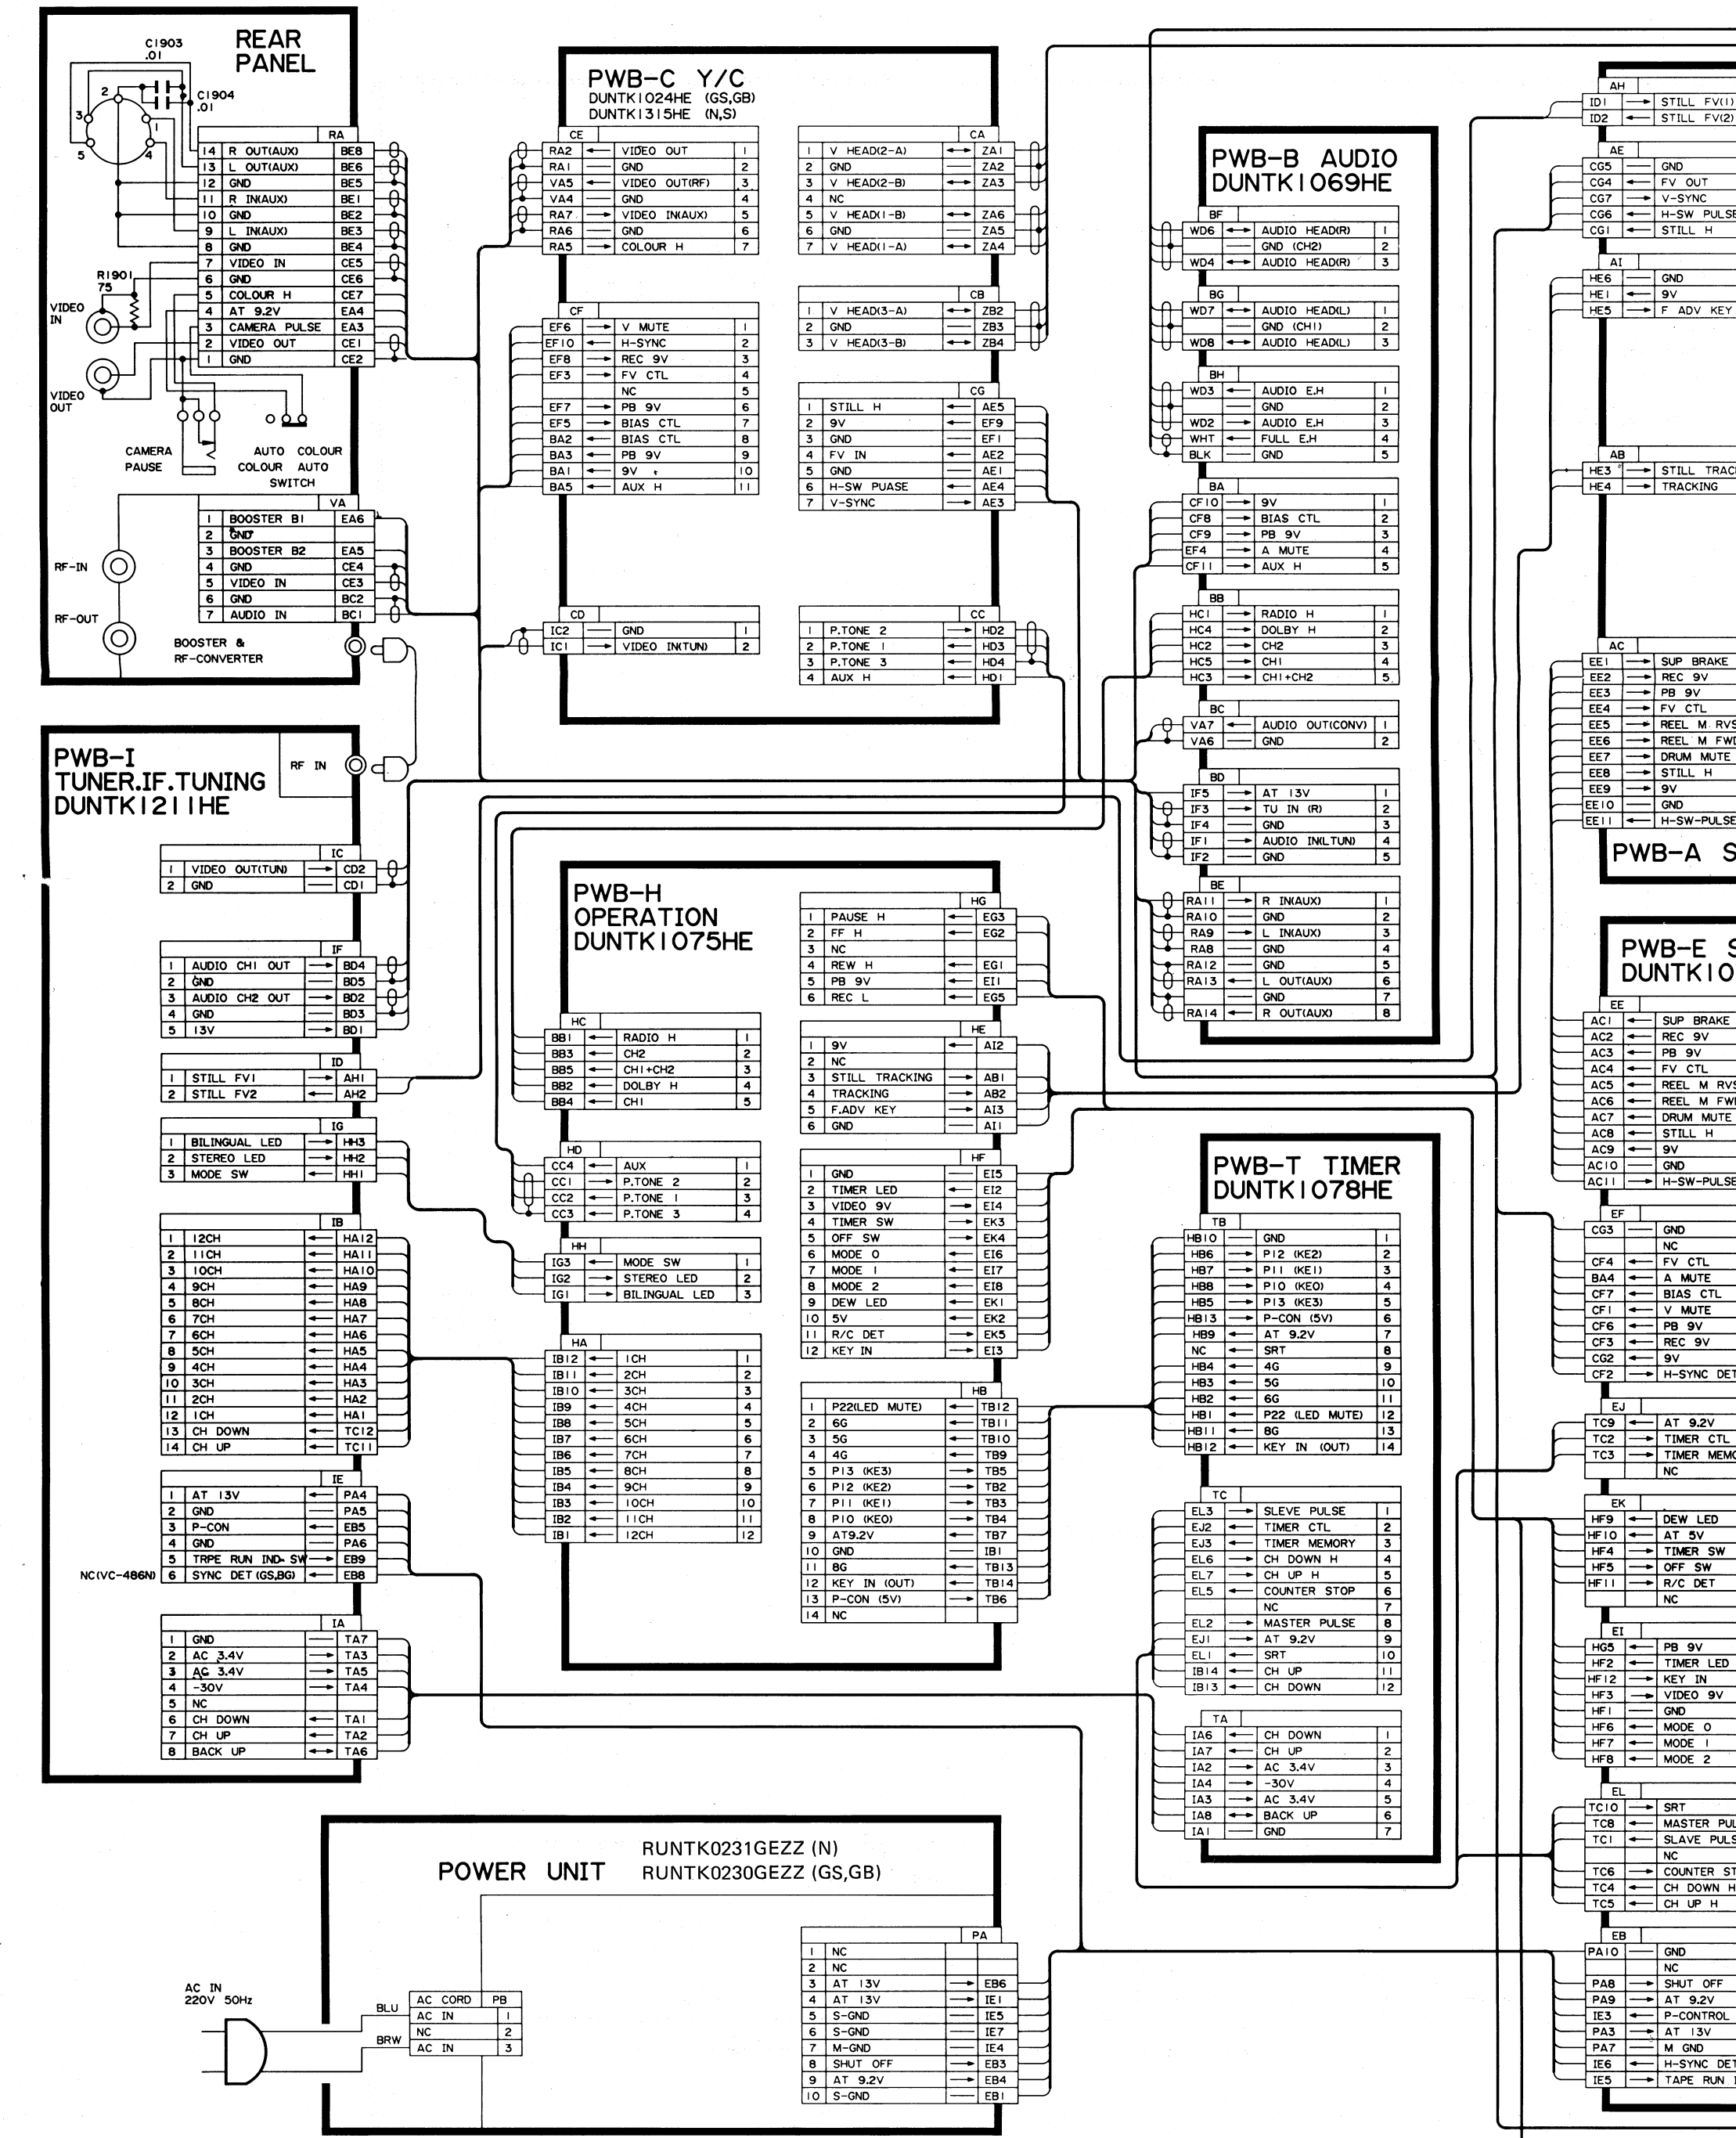 REAR
PANEL
C1903
.01
C1904
.01
2
3
1
5
4
R1901
75
VIDEO
IN
VIDEO
OUT
CAMERA
PAUSE
AUTO COLOUR
COLOUR AUTO
SWITCH
RA
14 R OUT(AUX) BE8
13 L OUT(AUX) BE6
12 GND BE5
11 R IN(AUX) BE1
10 GND BE2
9 L IN(AUX) BE3
8 GND BE4
7 VIDEO IN CE5
6 GND CE6
5 COLOUR H CE7
4 AT 9.2V EA4
3 CAMERA PULSE EA3
2 VIDEO OUT CE1
1 GND CE2
VA
1 BOOSTER B1 EA6
2 GND
3 BOOSTER B2 EA5
4 GND CE4
5 VIDEO IN CE3
6 GND BC2
7 AUDIO IN BC1
RF-IN
RF-OUT
BOOSTER &
RF-CONVERTER
PWB-I
TUNER.IF.TUNING
DUNTK1211HE
RF IN
IC
1 VIDEO OUT(TUN) CD2
2 GND CD1
IF
1 AUDIO CH1 OUT BD4
2 GND BD5
3 AUDIO CH2 OUT BD2
4 GND BD3
5 13V BD1
ID
1 STILL FV1 AH1
2 STILL FV2 AH2
IG
1 BILINGUAL LED HH3
2 STEREO LED HH2
3 MODE SW HH1
IB
1 12CH HA12
2 11CH HA11
3 10CH HA10
4 9CH HA9
5 8CH HA8
6 7CH HA7
7 6CH HA6
8 5CH HA5
9 4CH HA4
10 3CH HA3
11 2CH HA2
12 1CH HA1
13 CH DOWN TC12
14 CH UP TC11
IE
1 AT 13V PA4
2 GND PA5
3 P-CON EB5
4 GND PA6
5 TRPE RUN IND. SW EB9
NC(VC-486N) 6 SYNC DET (GS,BG) EB8
IA
1 GND TA7
2 AC 3.4V TA3
3 AC 3.4V TA5
4 -30V TA4
5 NC
6 CH DOWN TA1
7 CH UP TA2
8 BACK UP TA6
PWB-C Y/C
DUNTK1024HE (GS,GB)
DUNTK1315HE (N,S)
CE
RA2 VIDEO OUT 1
RA1 GND 2
VA5 VIDEO OUT(RF) 3
VA4 GND 4
RA7 VIDEO IN(AUX) 5
RA6 GND 6
RA5 COLOUR H 7
CF
EF6 V MUTE 1
EF10 H-SYNC 2
EF8 REC 9V 3
EF3 FV CTL 4
NC 5
EF7 PB 9V 6
EF5 BIAS CTL 7
BA2 BIAS CTL 8
BA3 PB 9V 9
BA1 9V 10
BA5 AUX H 11
CD
IC2 GND 1
IC1 VIDEO IN(TUN) 2
CA
1 V HEAD(2-A) ZA1
2 GND ZA2
3 V HEAD(2-B) ZA3
4 NC
5 V HEAD(1-B) ZA6
6 GND ZA5
7 V HEAD(1-A) ZA4
CB
1 V HEAD(3-A) ZB2
2 GND ZB3
3 V HEAD(3-B) ZB4
CG
1 STILL H AE5
2 9V EF9
3 GND EF1
4 FV IN AE2
5 GND AE1
6 H-SW PUASE AE4
7 V-SYNC AE3
CC
1 P.TONE 2 HD2
2 P.TONE 1 HD3
3 P.TONE 3 HD4
4 AUX H HD1
PWB-H
OPERATION
DUNTK1075HE
HC
BB1 RADIO H 1
BB3 CH2 2
BB5 CH1+CH2 3
BB2 DOLBY H 4
BB4 CH1 5
HD
CC4 AUX 1
CC1 P.TONE 2 2
CC2 P.TONE 1 3
CC3 P.TONE 3 4
HH
IG3 MODE SW 1
IG2 STEREO LED 2
IG1 BILINGUAL LED 3
HA
IB12 1CH 1
IB11 2CH 2
IB10 3CH 3
IB9 4CH 4
IB8 5CH 5
IB7 6CH 6
IB6 7CH 7
IB5 8CH 8
IB4 9CH 9
IB3 10CH 10
IB2 11CH 11
IB1 12CH 12
HG
1 PAUSE H EG3
2 FF H EG2
3 NC
4 REW H EG1
5 PB 9V EI1
6 REC L EG5
HE
1 9V AI2
2 NC
3 STILL TRACKING AB1
4 TRACKING AB2
5 F.ADV KEY AI3
6 GND AI1
HF
1 GND EI5
2 TIMER LED EI2
3 VIDEO 9V EI4
4 TIMER SW EK3
5 OFF SW EK4
6 MODE 0 EI6
7 MODE 1 EI7
8 MODE 2 EI8
9 DEW LED EK1
10 5V EK2
11 R/C DET EK5
12 KEY IN EI3
HB
1 P22(LED MUTE) TB12
2 6G TB11
3 5G TB10
4 4G TB9
5 P13 (KE3) TB5
6 P12 (KE2) TB2
7 P11 (KE1) TB3
8 P10 (KE0) TB4
9 AT9.2V TB7
10 GND IB1
11 8G TB13
12 KEY IN (OUT) TB14
13 P-CON (5V) TB6
14 NC
POWER UNIT
RUNTK0231GEZZ (N)
RUNTK0230GEZZ (GS,GB)
AC IN
220V 50Hz
BLU
BRW
AC CORD PB
AC IN 1
NC 2
AC IN 3
PA
1 NC
2 NC
3 AT 13V EB6
4 AT 13V IE1
5 S-GND IE5
6 S-GND IE7
7 M-GND IE4
8 SHUT OFF EB3
9 AT 9.2V EB4
10 S-GND EB1
PWB-B AUDIO
DUNTK1069HE
BF
WD6 AUDIO HEAD(R) 1
GND (CH2) 2
WD4 AUDIO HEAD(R) 3
BG
WD7 AUDIO HEAD(L) 1
GND (CH1) 2
WD8 AUDIO HEAD(L) 3
BH
WD3 AUDIO E.H 1
GND 2
WD2 AUDIO E.H 3
WHT FULL E.H 4
BLK GND 5
BA
CF10 9V 1
CF8 BIAS CTL 2
CF9 PB 9V 3
EF4 A MUTE 4
CF11 AUX H 5
BB
HC1 RADIO H 1
HC4 DOLBY H 2
HC2 CH2 3
HC5 CH1 4
HC3 CH1+CH2 5
BC
VA7 AUDIO OUT(CONV) 1
VA6 GND 2
BD
IF5 AT 13V 1
IF3 TU IN (R) 2
IF4 GND 3
IF1 AUDIO IN(L TUN) 4
IF2 GND 5
BE
RA11 R IN(AUX) 1
RA10 GND 2
RA9 L IN(AUX) 3
RA8 GND 4
RA12 GND 5
RA13 L OUT(AUX) 6
GND 7
RA14 R OUT(AUX) 8
PWB-T TIMER
DUNTK1078HE
TB
HB10 GND 1
HB6 P12 (KE2) 2
HB7 P11 (KE1) 3
HB8 P10 (KE0) 4
HB5 P13 (KE3) 5
HB13 P-CON (5V) 6
HB9 AT 9.2V 7
NC SRT 8
HB4 4G 9
HB3 5G 10
HB2 6G 11
HB1 P22 (LED MUTE) 12
HB11 8G 13
HB12 KEY IN (OUT) 14
TC
EL3 SLEVE PULSE 1
EJ2 TIMER CTL 2
EJ3 TIMER MEMORY 3
EL6 CH DOWN H 4
EL7 CH UP H 5
EL5 COUNTER STOP 6
NC 7
EL2 MASTER PULSE 8
EJ1 AT 9.2V 9
EL1 SRT 10
IB14 CH UP 11
IB13 CH DOWN 12
TA
IA6 CH DOWN 1
IA7 CH UP 2
IA2 AC 3.4V 3
IA4 -30V 4
IA3 AC 3.4V 5
IA8 BACK UP 6
IA1 GND 7
AH
ID1 STILL FV(1)
ID2 STILL FV(2)
AE
CG5 GND
CG4 FV OUT
CG7 V-SYNC
CG6 H-SW PULSE
CG1 STILL H
AI
HE6 GND
HE1 9V
HE5 F ADV KEY
AB
HE3 STILL TRAC
HE4 TRACKING
AC
EE1 SUP BRAKE
EE2 REC 9V
EE3 PB 9V
EE4 FV CTL
EE5 REEL M RVS
EE6 REEL M FWD
EE7 DRUM MUTE
EE8 STILL H
EE9 9V
EE10 GND
EE11 H-SW-PULSE
PWB-A S
PWB-E S
DUNTK10
EE
AC1 SUP BRAKE
AC2 REC 9V
AC3 PB 9V
AC4 FV CTL
AC5 REEL M RVS
AC6 REEL M FW
AC7 DRUM MUTE
AC8 STILL H
AC9 9V
AC10 GND
AC11 H-SW-PULSE
EF
CG3 GND
NC
CF4 FV CTL
BA4 A MUTE
CF7 BIAS CTL
CF1 V MUTE
CF6 PB 9V
CF3 REC 9V
CG2 9V
CF2 H-SYNC DET
EJ
TC9 AT 9.2V
TC2 TIMER CTL
TC3 TIMER MEMO
NC
EK
HF9 DEW LED
HF10 AT 5V
HF4 TIMER SW
HF5 OFF SW
HF11 R/C DET
NC
EI
HG5 PB 9V
HF2 TIMER LED
HF12 KEY IN
HF3 VIDEO 9V
HF1 GND
HF6 MODE 0
HF7 MODE 1
HF8 MODE 2
EL
TC10 SRT
TC8 MASTER PUL
TC1 SLAVE PULS
NC
TC6 COUNTER ST
TC4 CH DOWN H
TC5 CH UP H
EB
PA10 GND
NC
PA8 SHUT OFF
PA9 AT 9.2V
IE3 P-CONTROL
PA3 AT 13V
PA7 M GND
IE6 H-SYNC DET
IE5 TAPE RUN I